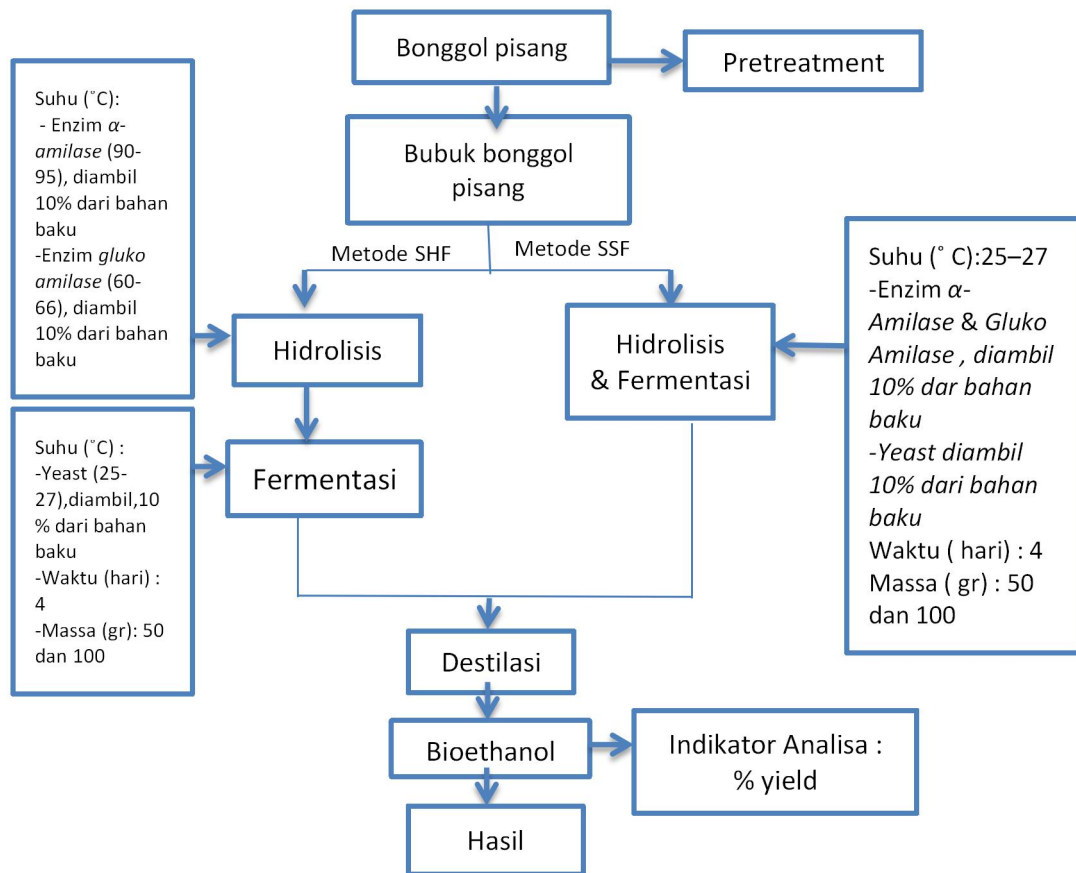 Bonggol pisang
Pretreatment
Bubuk bonggol
pisang
Metode SHF
Metode SSF
Suhu (˚C):
- Enzim α-
amilase (90-
95), diambil
10% dari bahan
baku
-Enzim gluko
amilase (60-
66), diambil
10% dari bahan
baku
Hidrolisis
Hidrolisis
& Fermentasi
Suhu (˚ C):25–27
-Enzim α-
Amilase & Gluko
Amilase , diambil
10% dar bahan
baku
-Yeast diambil
10% dari bahan
baku
Waktu ( hari) : 4
Massa ( gr) : 50
dan 100
Suhu (˚C) :
-Yeast (25-
27),diambil,10
% dari bahan
baku
-Waktu (hari) :
4
-Massa (gr): 50
dan 100
Fermentasi
Destilasi
Bioethanol
Indikator Analisa :
% yield
Hasil